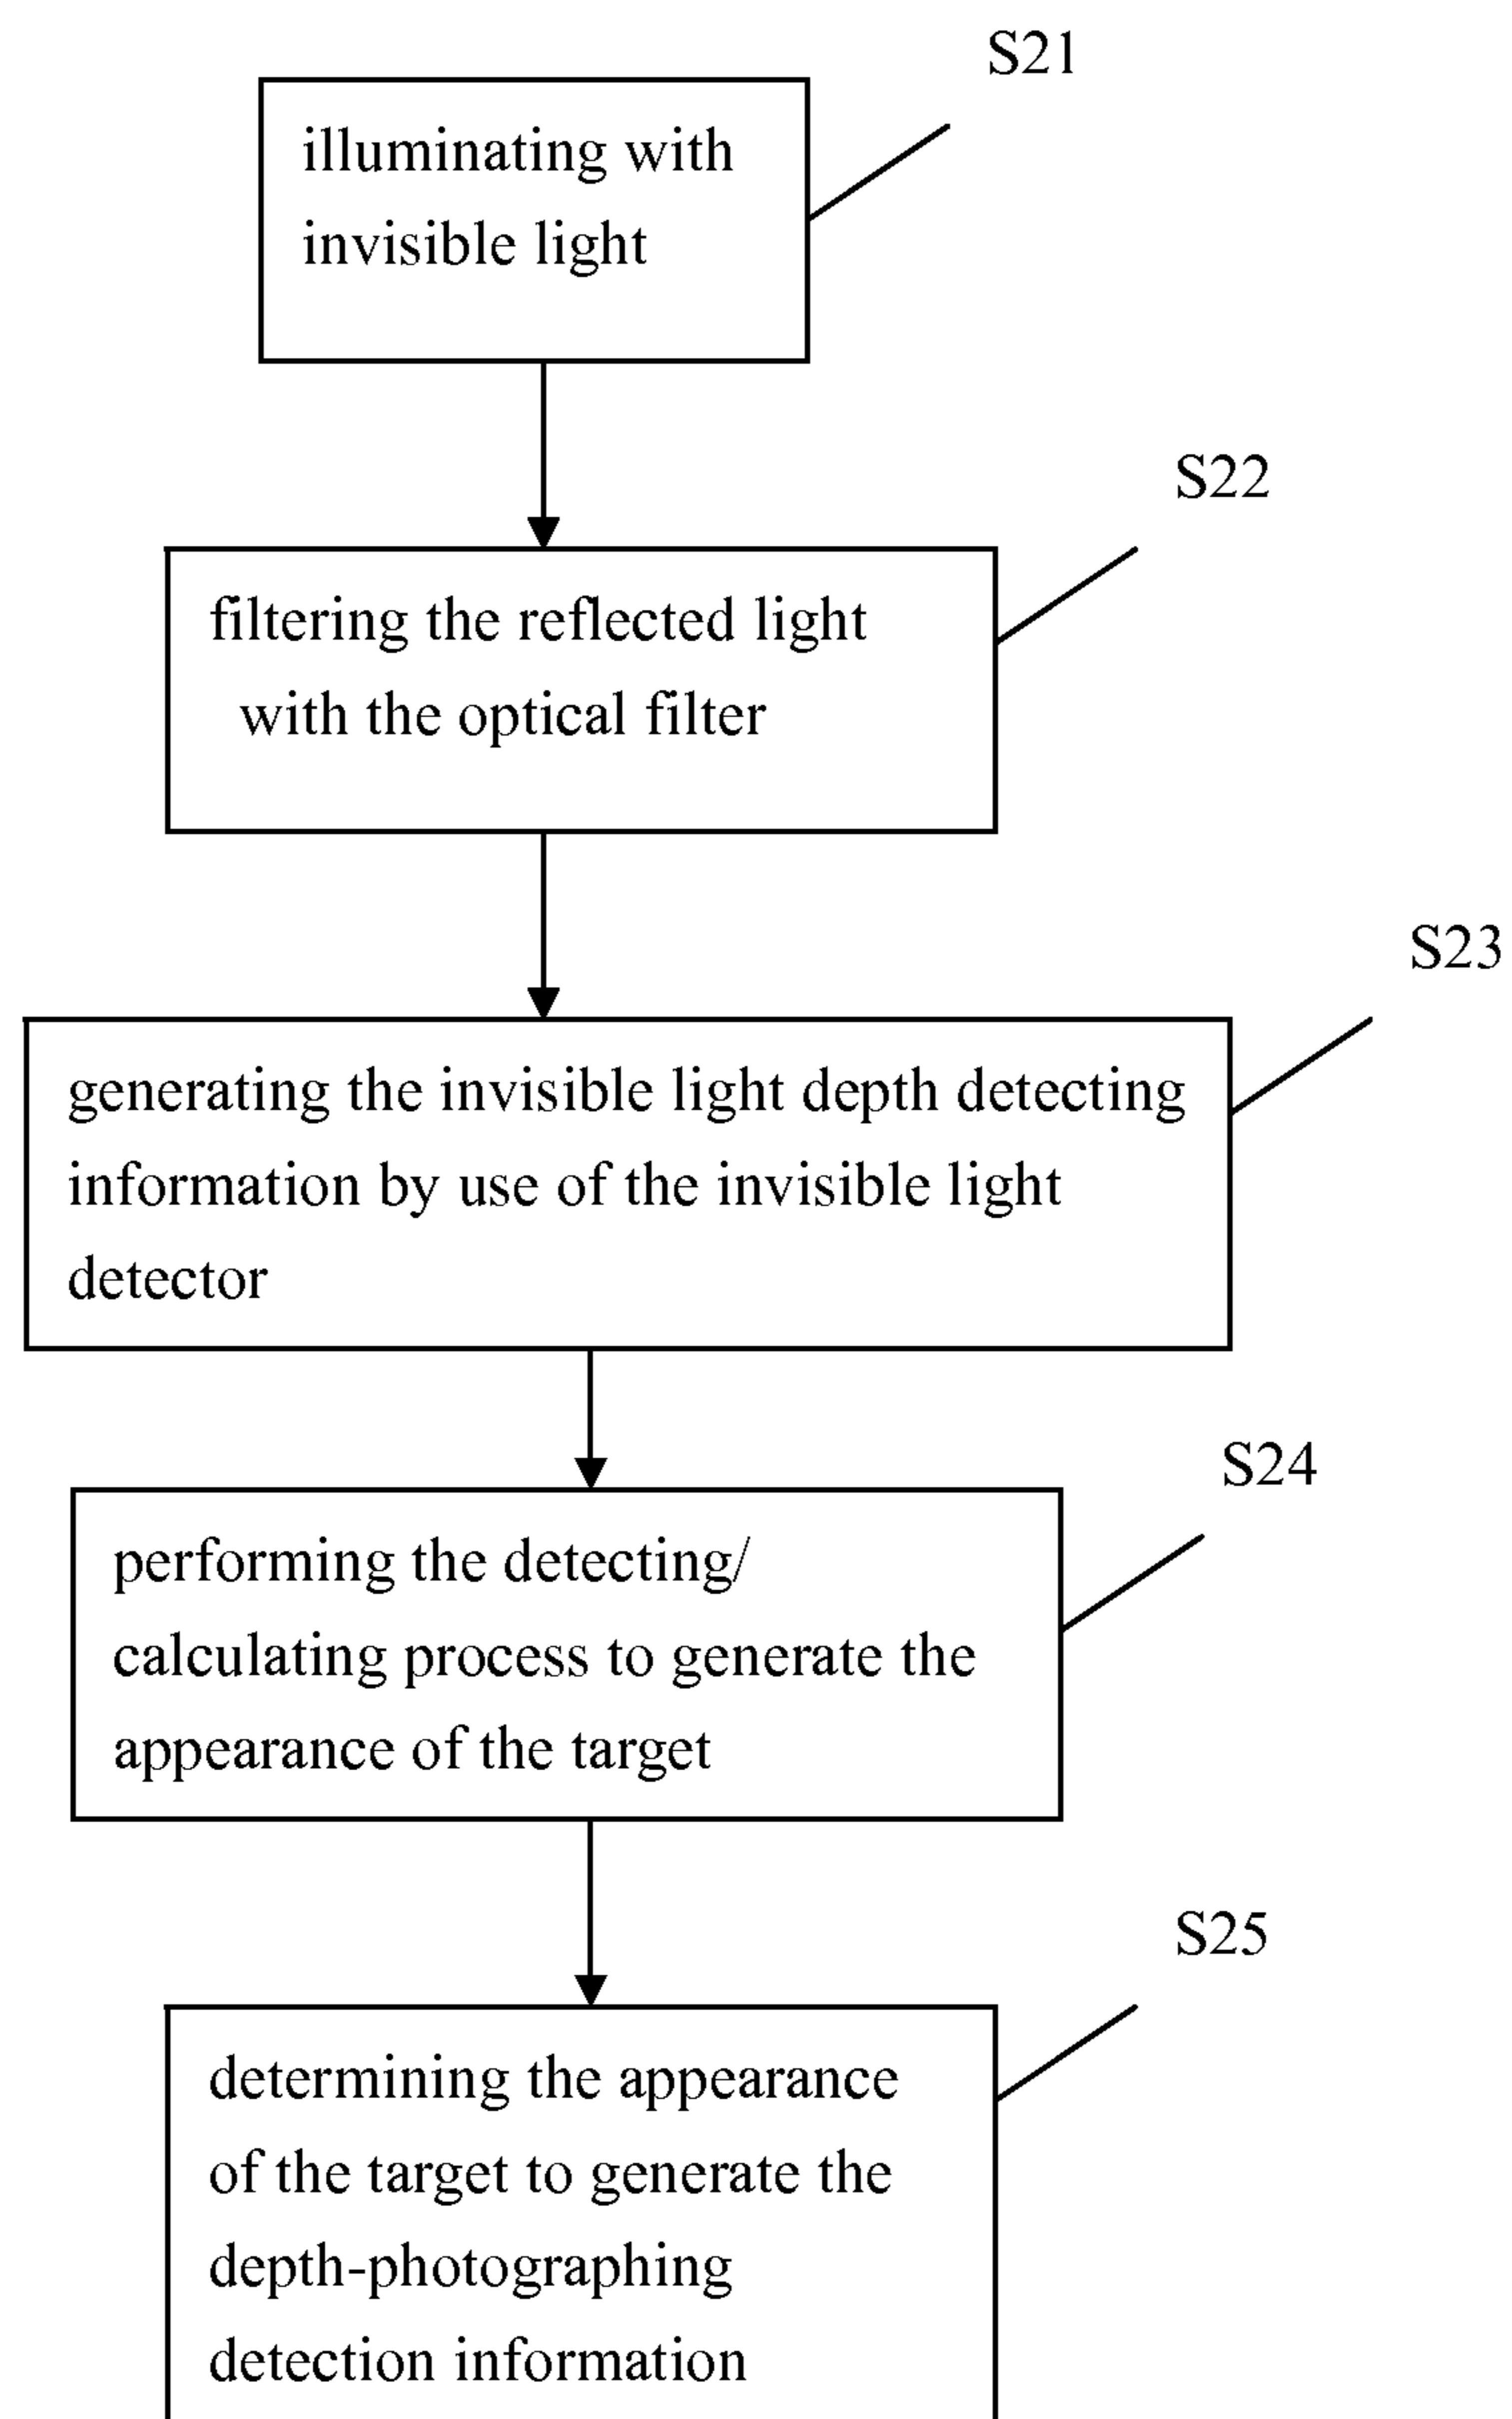 S21
illuminating with
invisible light
S22
filtering the reflected light
with the optical filter
S23
generating the invisible light depth detecting
information by use of the invisible light
detector
S24
performing the detecting/
calculating process to generate the
appearance of the target
S25
determining the appearance
of the target to generate the
depth-photographing
detection information